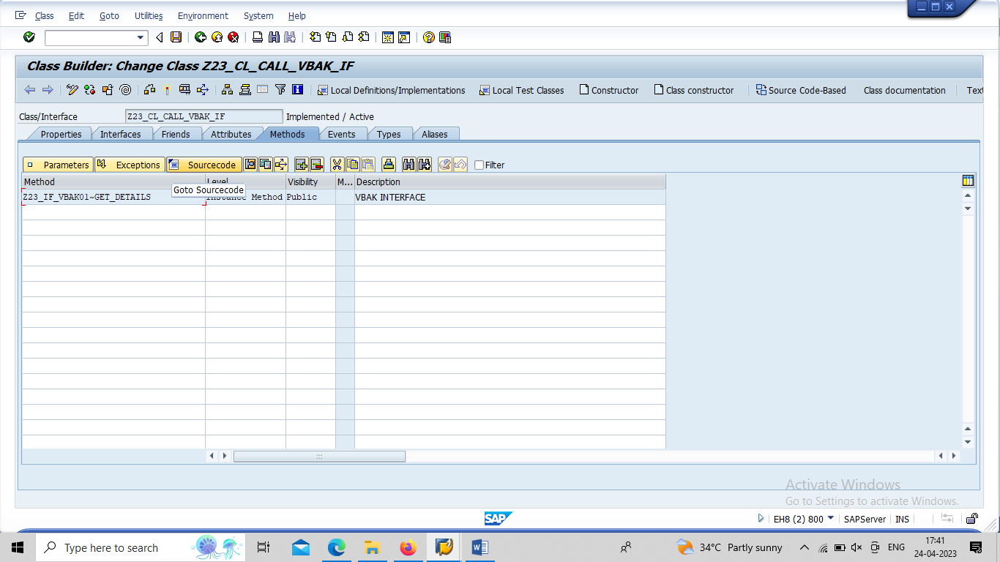 Class Edit Goto Utilities Environment System Help
Class Builder: Change Class Z23_CL_CALL_VBAK_IF
Local Definitions/Implementations Local Test Classes Constructor Class constructor Source Code-Based Class documentation Text
Class/Interface Z23_CL_CALL_VBAK_IF Implemented / Active
Properties Interfaces Friends Attributes Methods Events Types Aliases
Parameters Exceptions Sourcecode Filter
Method Level Visibility M... Description
Goto Sourcecode
Z23_IF_VBAK01~GET_DETAILS Instance Method Public VBAK INTERFACE
Activate Windows
Go to Settings to activate Windows.
SAP EH8 (2) 800 SAPServer INS
Type here to search 34°C Partly sunny ENG 17:41
24-04-2023